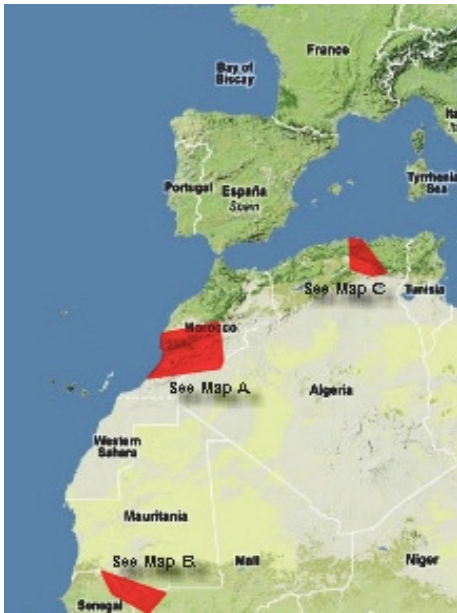 France
Bay of
Biscay
Ita
Portugal
España
Spain
Tyrrhenian
Sea
See Map C
Tunisia
Morocco
See Map A
Algeria
Western
Sahara
Mauritania
See Map B
Mali
Niger
Senegal